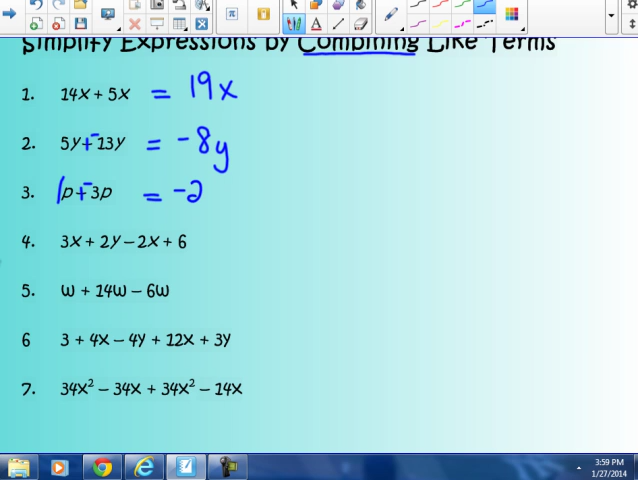 Simplify Expressions by Combining Like Terms
1. 14x + 5x = 19x
2. 5y + -13y = -8y
3. 1p + -3p = -2
4. 3x + 2y – 2x + 6
5. w + 14w – 6w
6 3 + 4x – 4y + 12x + 3y
7. 34x² – 34x + 34x² – 14x
3:59 PM
1/27/2014